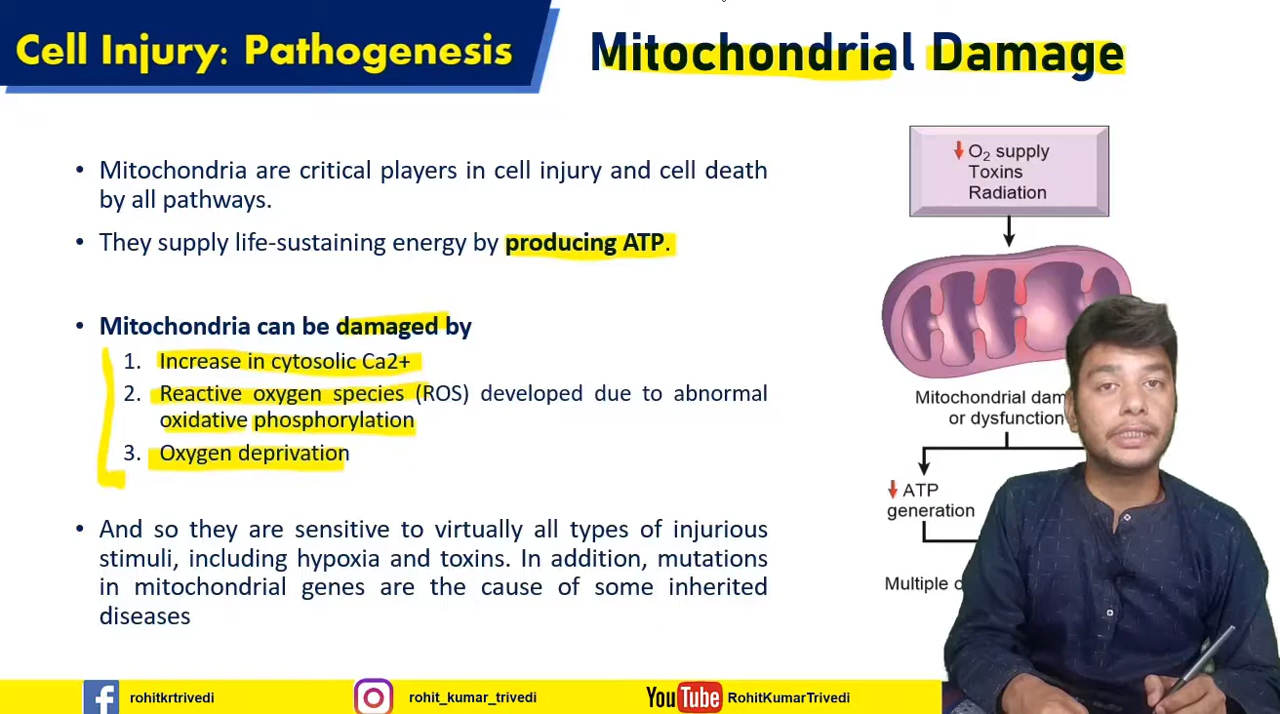 Cell Injury: Pathogenesis
Mitochondrial Damage
• Mitochondria are critical players in cell injury and cell death
by all pathways.
• They supply life-sustaining energy by producing ATP.
• Mitochondria can be damaged by
1. Increase in cytosolic Ca2+
2. Reactive oxygen species (ROS) developed due to abnormal
oxidative phosphorylation
3. Oxygen deprivation
• And so they are sensitive to virtually all types of injurious
stimuli, including hypoxia and toxins. In addition, mutations
in mitochondrial genes are the cause of some inherited
diseases
↓ O₂ supply
Toxins
Radiation
Mitochondrial
or dysfunction
↓ ATP
generation
Multiple
rohitkrtrivedi
rohit_kumar_trivedi
YouTube RohitKumarTrivedi